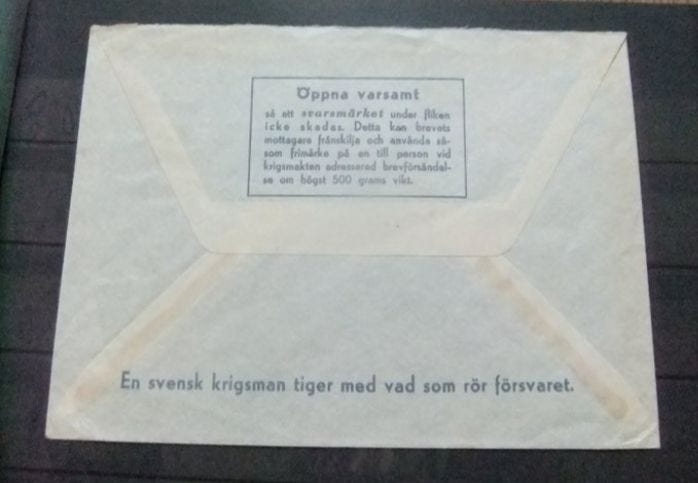 Öppna varsamt
så att svarsmärket under fliken
icke skadas. Detta kan brevets
mottagare frånskilja och använda så-
som frimärke på en till person vid
krigsmakten adresserad brevförsändel-
se om högst 500 grams vikt.
En svensk krigsman tiger med vad som rör försvaret.